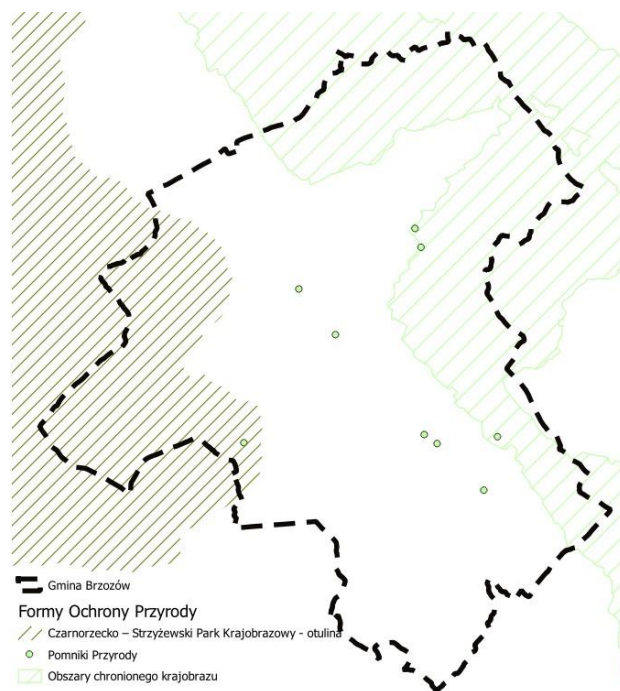 Gmina Brzozów
Formy Ochrony Przyrody
Czarnorzecko – Strzyżewski Park Krajobrazowy - otulina
Pomniki Przyrody
Obszary chronionego krajobrazu